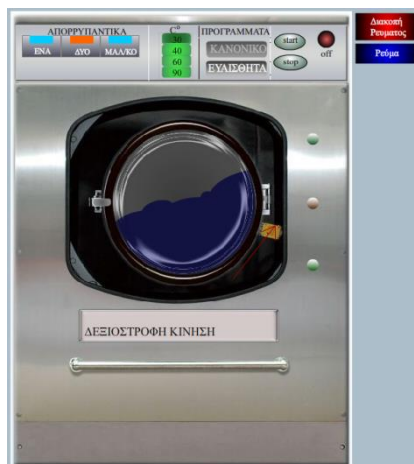 ΑΠΟΡΡΥΠΑΝΤΙΚΑ
ΕΝΑ ΔΥΟ ΜΑΛ/ΚΟ
C°
30
40
60
90
ΠΡΟΓΡΑΜΜΑΤΑ
ΚΑΝΟΝΙΚΟ
ΕΥΑΙΣΘΗΤΑ
start
stop
off
Διακοπή
Ρευματος
Ρεύμα
ΔΕΞΙΟΣΤΡΟΦΗ ΚΙΝΗΣΗ